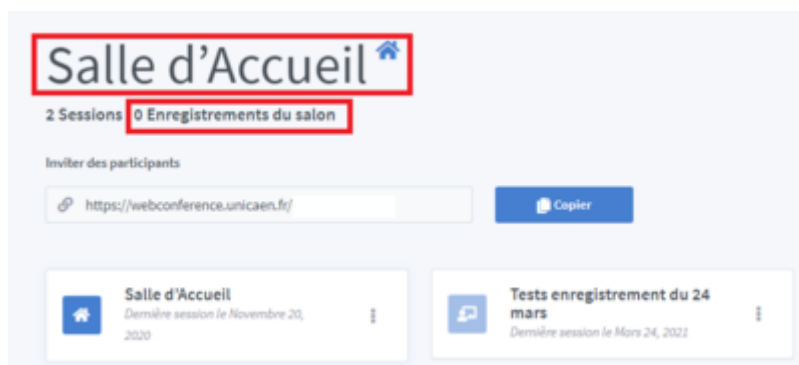 Salle d'Accueil
2 Sessions 0 Enregistrements du salon
Inviter des participants
https://webconference.unicaen.fr/
Copier
Salle d'Accueil
Dernière session le Novembre 20,
2020
Tests enregistrement du 24
mars
Dernière session le Mars 24, 2021